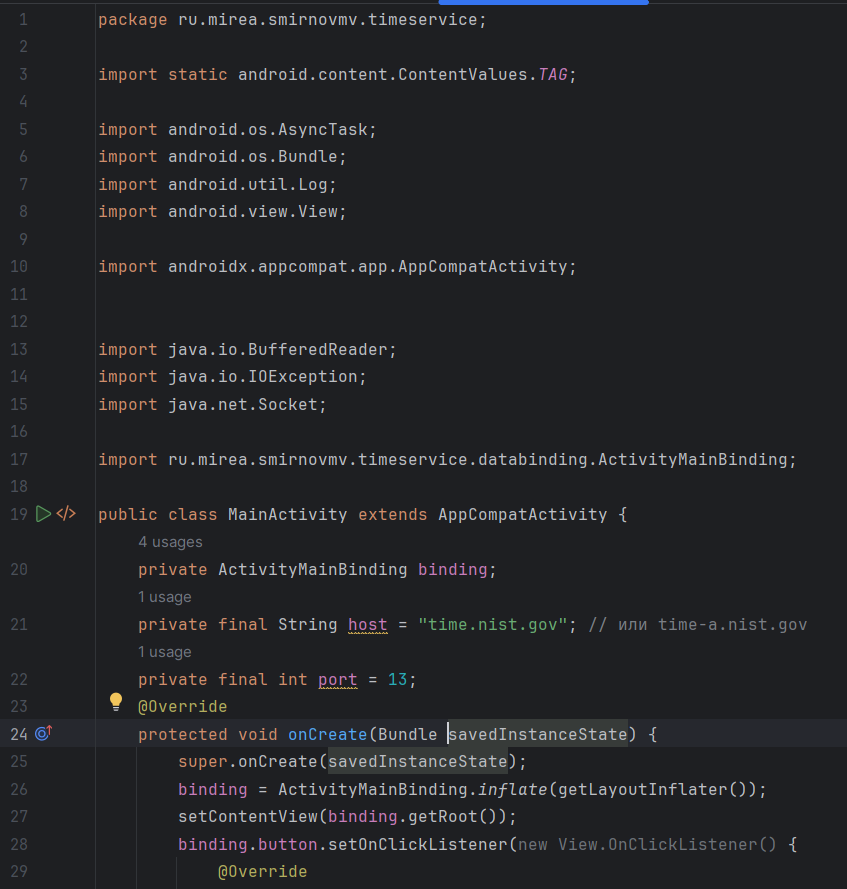 1 package ru.mirea.smirnovmv.timeservice;
2
3 import static android.content.ContentValues.TAG;
4
5 import android.os.AsyncTask;
6 import android.os.Bundle;
7 import android.util.Log;
8 import android.view.View;
9
10 import androidx.appcompat.app.AppCompatActivity;
11
12
13 import java.io.BufferedReader;
14 import java.io.IOException;
15 import java.net.Socket;
16
17 import ru.mirea.smirnovmv.timeservice.databinding.ActivityMainBinding;
18
19 </> public class MainActivity extends AppCompatActivity {
4 usages
20 private ActivityMainBinding binding;
1 usage
21 private final String host = "time.nist.gov"; // или time-a.nist.gov
1 usage
22 private final int port = 13;
23 @Override
24 protected void onCreate(Bundle savedInstanceState) {
25 super.onCreate(savedInstanceState);
26 binding = ActivityMainBinding.inflate(getLayoutInflater());
27 setContentView(binding.getRoot());
28 binding.button.setOnClickListener(new View.OnClickListener() {
29 @Override